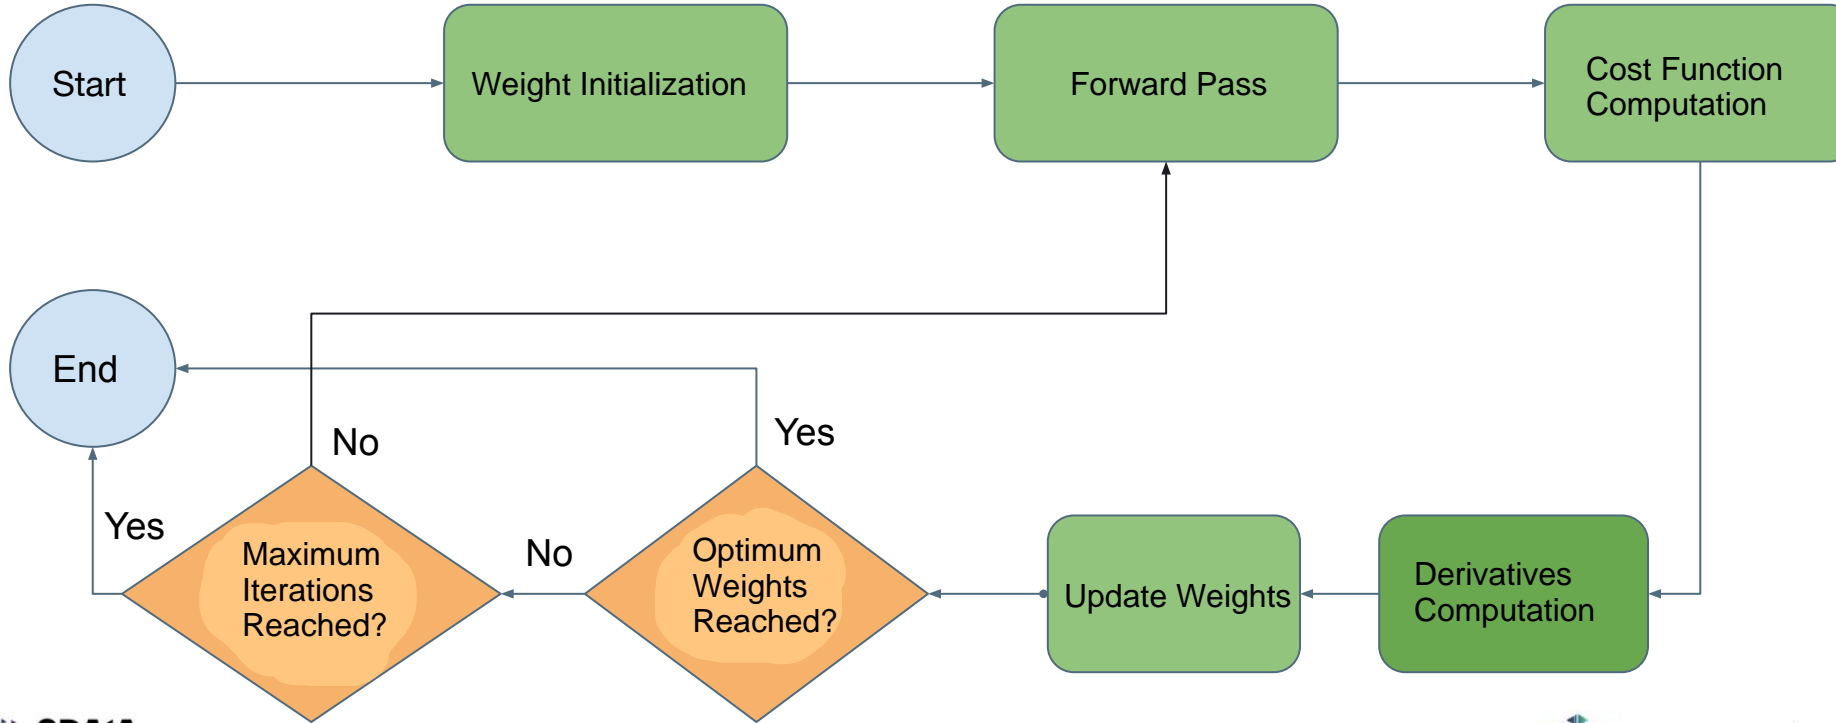 Start
Weight Initialization
Forward Pass
Cost Function
Computation
End
No
Yes
Yes
Maximum
Iterations
Reached?
No
Optimum
Weights
Reached?
Update Weights
Derivatives
Computation